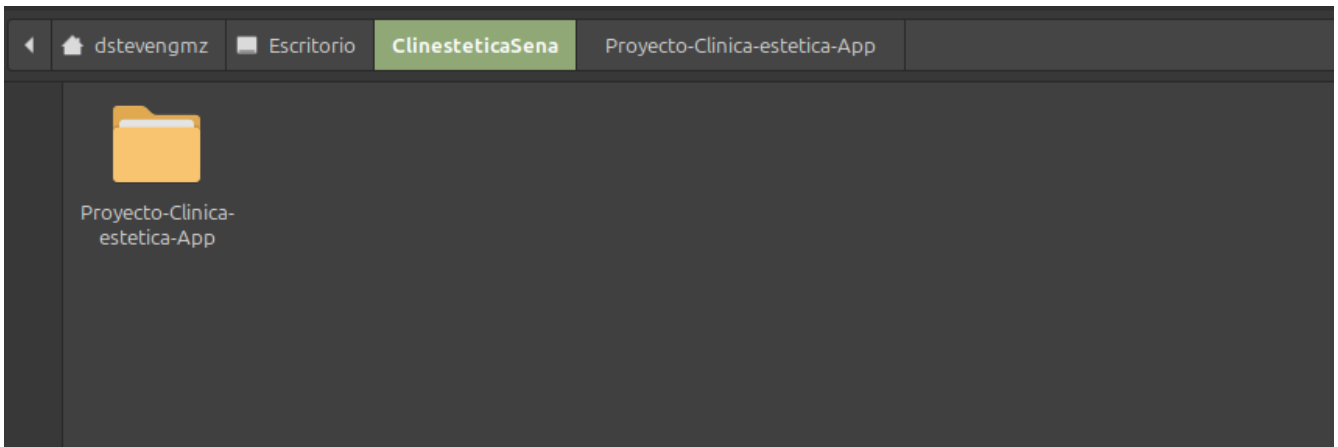 dstevengmz Escritorio ClinesteticaSena Proyecto-Clinica-estetica-App
Proyecto-Clinica-
estetica-App